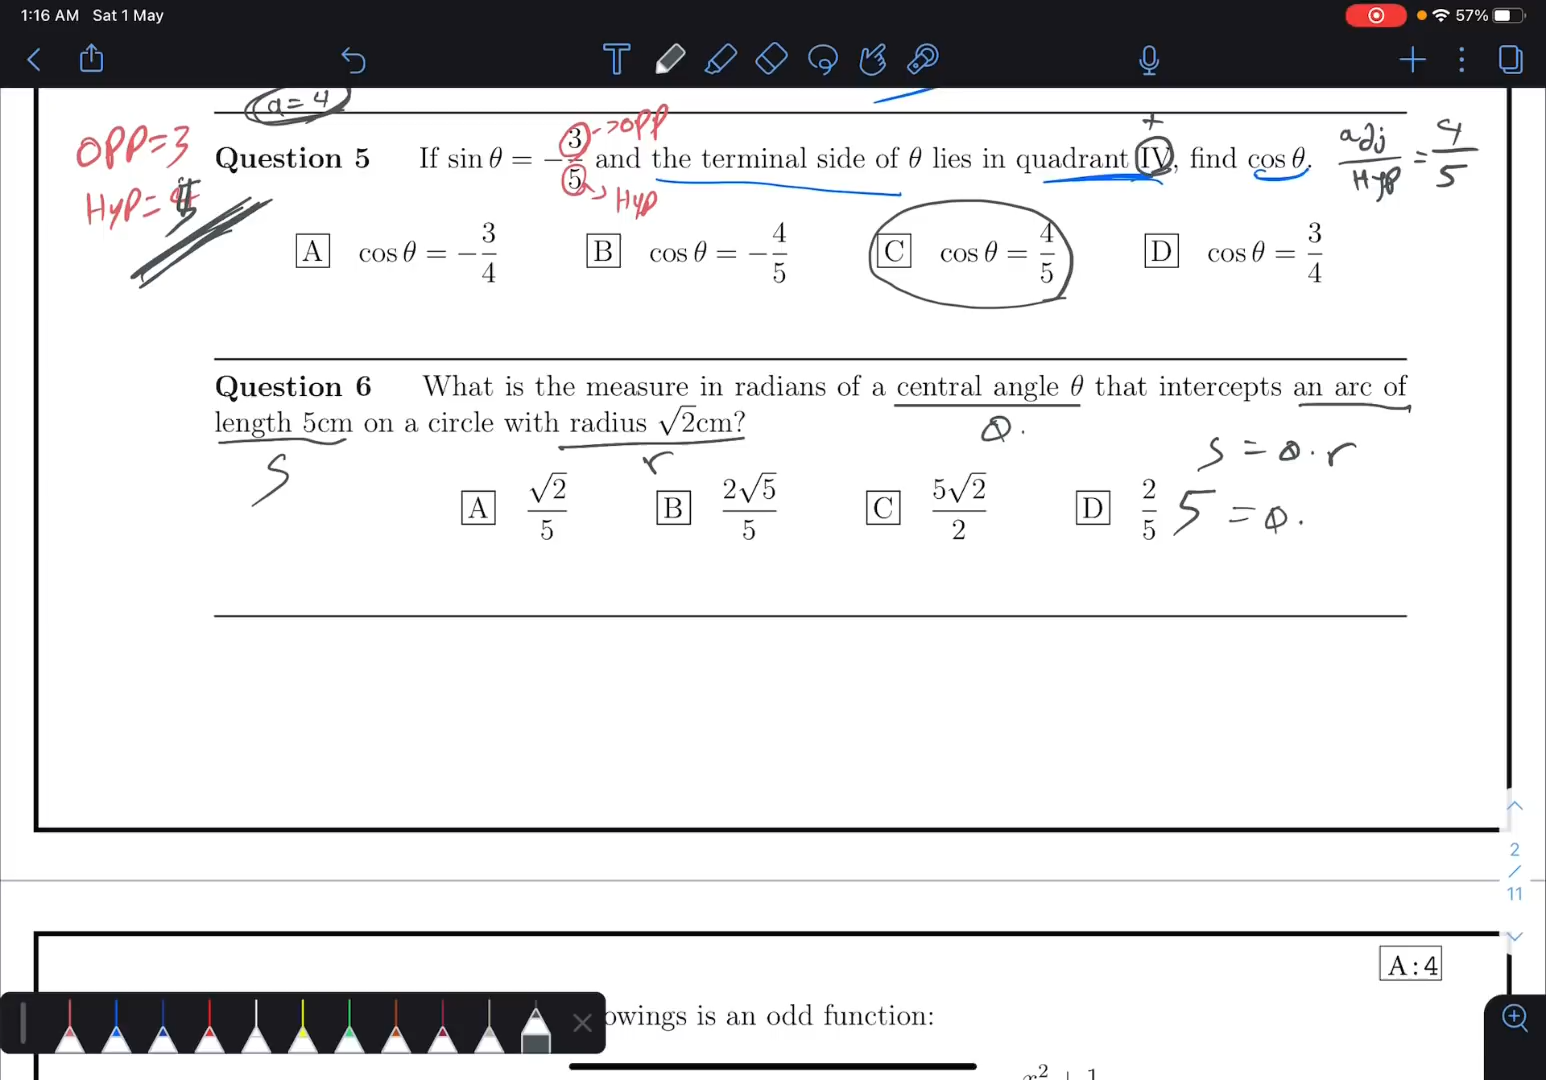 1:16 AM Sat 1 May
57%
T
a = 4
OPP=3
HYP=
Question 5 If sin θ = −3/5 and the terminal side of θ lies in quadrant IV, find cos θ.
->OPP
HYP
+
adj/HYP = 4/5
A cos θ = −3/4 B cos θ = −4/5 C cos θ = 4/5 D cos θ = 3/4
Question 6 What is the measure in radians of a central angle θ that intercepts an arc of
length 5cm on a circle with radius √2cm?
θ.
S
r
s = θ.r
A √2/5 B 2√5/5 C 5√2/2 D 2/5
5 = θ.
2
/
11
A:4
owings is an odd function:
x² + 1